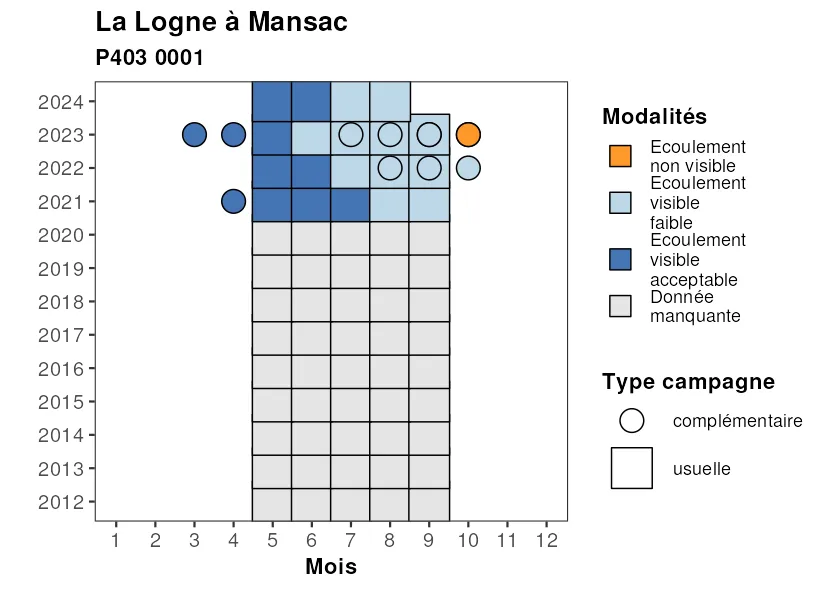 La Logne à Mansac
P403 0001
2024
2023
2022
2021
2020
2019
2018
2017
2016
2015
2014
2013
2012
1 2 3 4 5 6 7 8 9 10 11 12
Mois
Modalités
Ecoulement
non visible
Ecoulement
visible
faible
Ecoulement
visible
acceptable
Donnée
manquante
Type campagne
complémentaire
usuelle